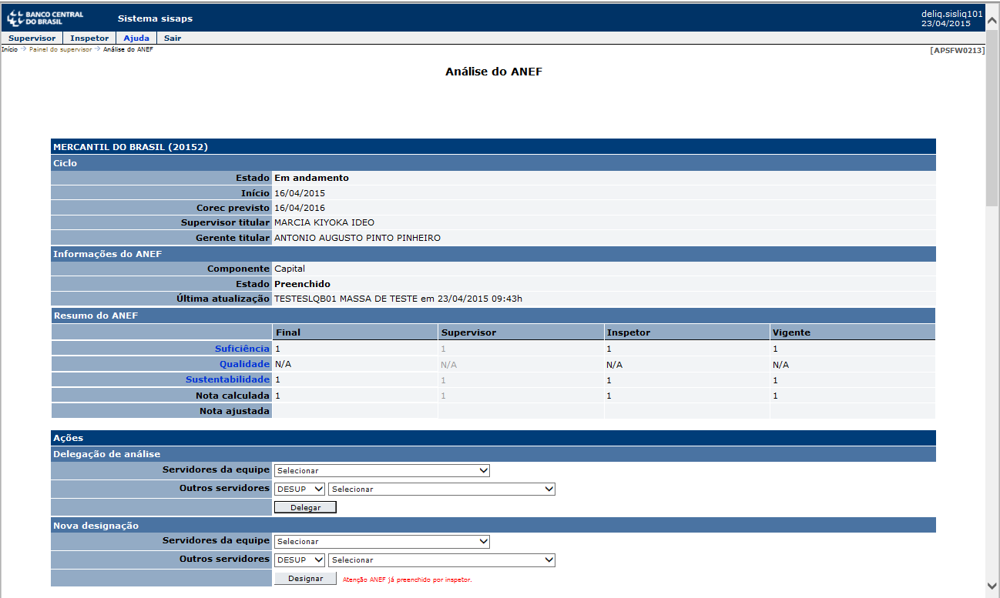 BANCO CENTRAL
DO BRASIL
Sistema sisaps
deliq.sisliq101
23/04/2015
Supervisor Inspetor Ajuda Sair
Início Painel do supervisor Análise do ANEF
[APSFW0213]
Análise do ANEF
MERCANTIL DO BRASIL (20152)
Ciclo
Estado Em andamento
Início 16/04/2015
Corec previsto 16/04/2016
Supervisor titular MARCIA KIYOKA IDEO
Gerente titular ANTONIO AUGUSTO PINTO PINHEIRO
Informações do ANEF
Componente Capital
Estado Preenchido
Última atualização TESTESLQB01 MASSA DE TESTE em 23/04/2015 09:43h
Resumo do ANEF
Final Supervisor Inspetor Vigente
Suficiência 1 1 1 1
Qualidade N/A N/A N/A N/A
Sustentabilidade 1 1 1 1
Nota calculada 1 1 1 1
Nota ajustada
Ações
Delegação de análise
Servidores da equipe Selecionar
Outros servidores DESUP Selecionar
Delegar
Nova designação
Servidores da equipe Selecionar
Outros servidores DESUP Selecionar
Designar Atenção ANEF já preenchido por inspetor.